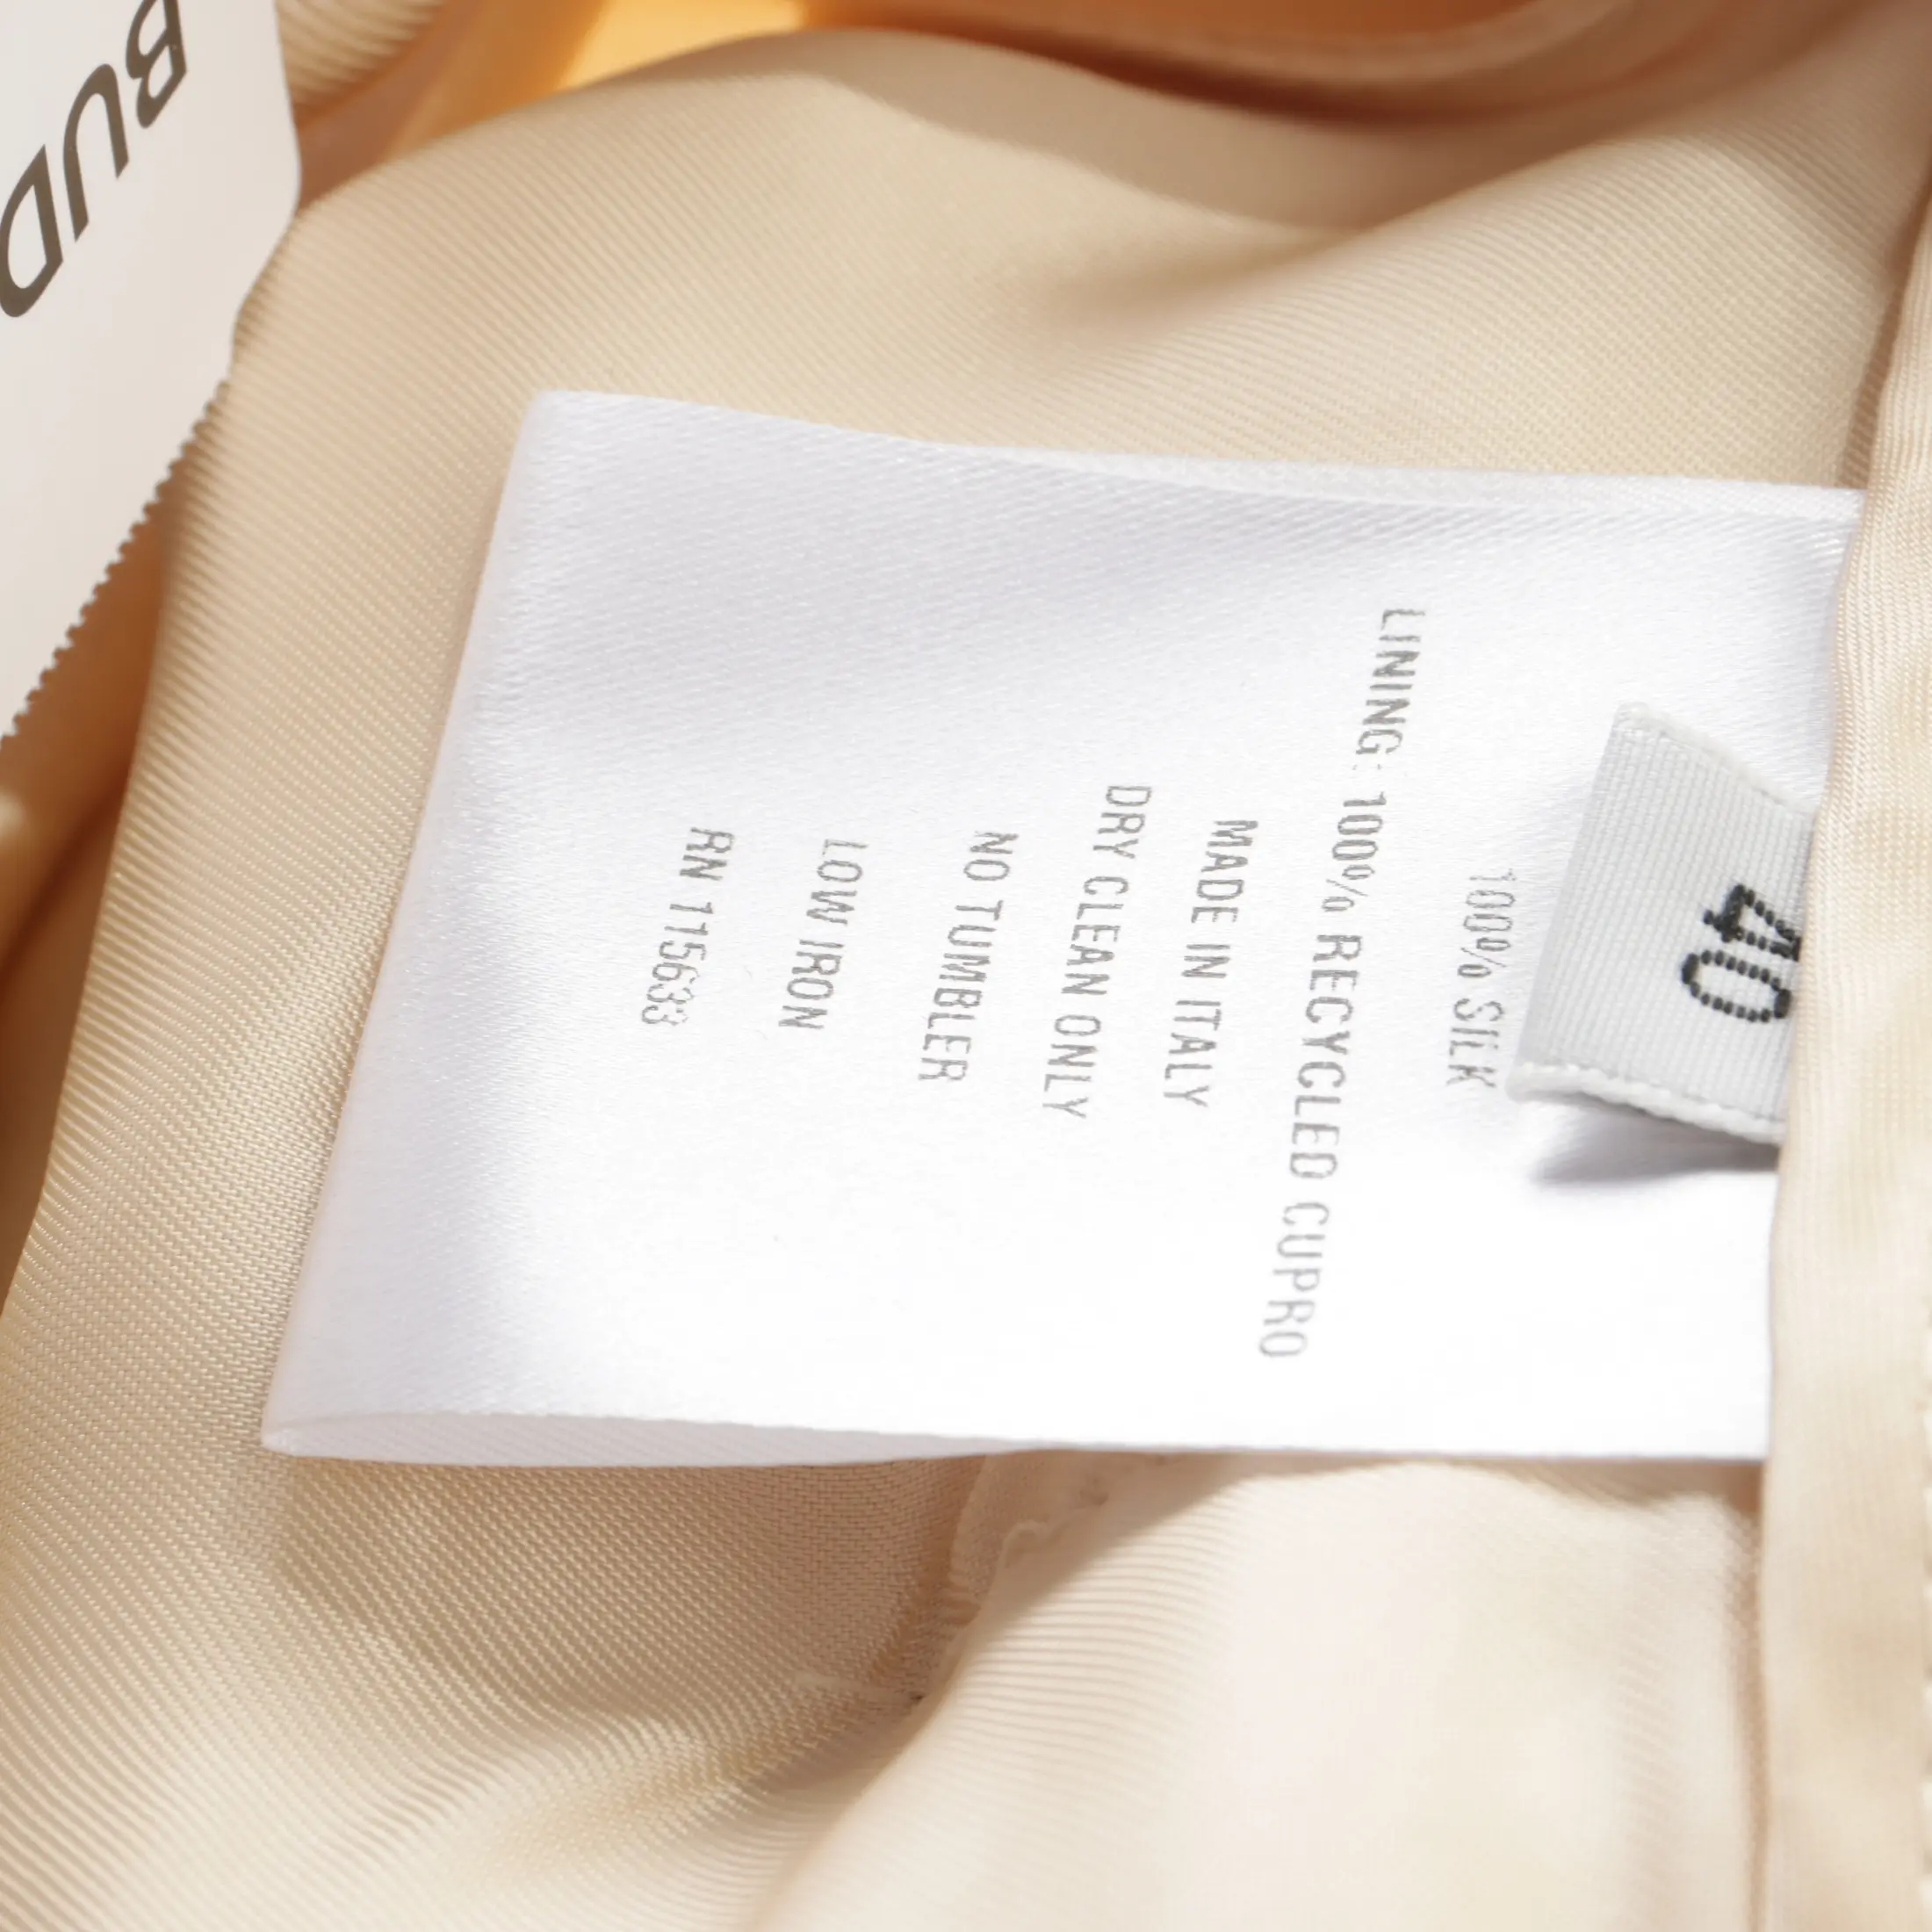 BUD
40
100% SILK
LINING: 100% RECYCLED CUPRO
MADE IN ITALY
DRY CLEAN ONLY
NO TUMBLER
LOW IRON
RN 115633